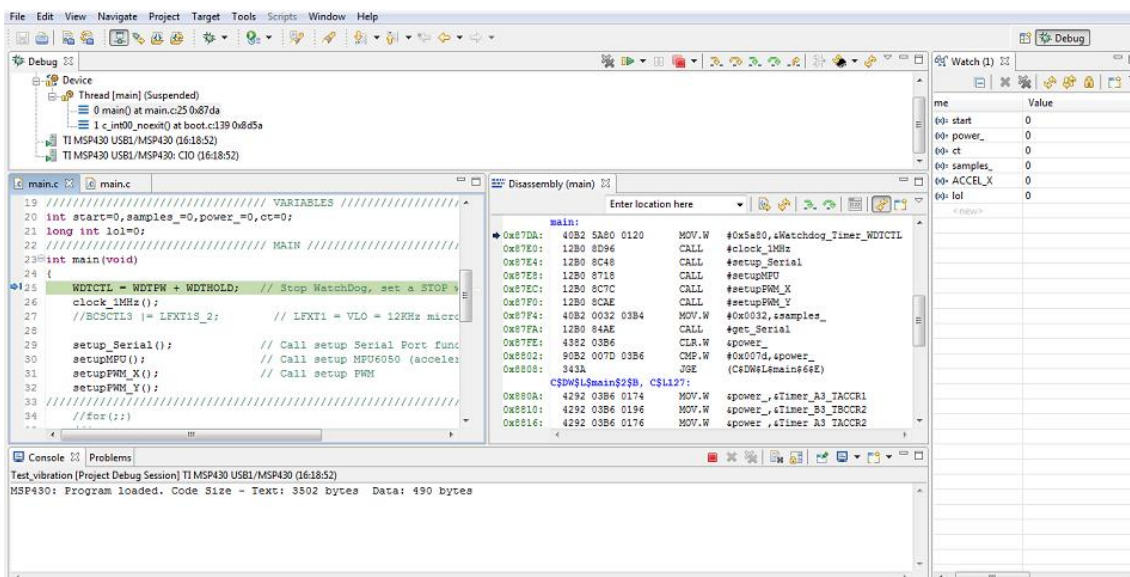 File Edit View Navigate Project Target Tools Scripts Window Help
Debug
Debug
Device
Thread [main] (Suspended)
0 main() at main.c:25 0x87da
1 c_int00_noexit() at boot.c:139 0x8d5a
TI MSP430 USB1/MSP430 (16:18:52)
TI MSP430 USB1/MSP430: CIO (16:18:52)
Watch (1)
me Value
(x)= start 0
(x)= power_ 0
(x)= ct 0
(x)= samples_ 0
(x)= ACCEL_X 0
(x)= lol 0
<new>
main.c main.c
19 ////////////////////////////////// VARIABLES //////////////////
20 int start=0,samples_=0,power_=0,ct=0;
21 long int lol=0;
22 ////////////////////////////////// MAIN ///////////////////////
23 int main(void)
24 {
25 WDTCTL = WDTPW + WDTHOLD; // Stop WatchDog, set a STOP
26 clock_1MHz();
27 //BCSCTL3 |= LFXT1S_2; // LFXT1 = VLO = 12KHz micro
28
29 setup_Serial(); // Call setup Serial Port func
30 setupMPU(); // Call setup MPU6050 (acceler
31 setupPWM_X(); // Call setup PWM
32 setupPWM_Y();
33 ////////////////////////////////////////////////////////////
34 //for(;;)
Disassembly (main)
Enter location here
main:
0x87DA: 40B2 5A80 0120 MOV.W #0x5a80,&Watchdog_Timer_WDTCTL
0x87E0: 12B0 8D96 CALL #clock_1MHz
0x87E4: 12B0 8C48 CALL #setup_Serial
0x87E8: 12B0 8718 CALL #setupMPU
0x87EC: 12B0 8C7C CALL #setupPWM_X
0x87F0: 12B0 8CAE CALL #setupPWM_Y
0x87F4: 40B2 0032 03B4 MOV.W #0x0032,&samples_
0x87FA: 12B0 84AE CALL #get_Serial
0x87FE: 4382 03B6 CLR.W &power_
0x8802: 90B2 007D 03B6 CMP.W #0x007d,&power_
0x8808: 343A JGE (C$DW$L$main$6$E)
C$DW$L$main$2$B, C$L127:
0x880A: 4292 03B6 0174 MOV.W &power_,&Timer_A3_TACCR1
0x8810: 4292 03B6 0196 MOV.W &power_,&Timer_B3_TBCCR2
0x8816: 4292 03B6 0176 MOV.W &power_,&Timer_A3_TACCR2
Console Problems
Test_vibration [Project Debug Session] TI MSP430 USB1/MSP430 (16:18:52)
MSP430: Program loaded. Code Size - Text: 3502 bytes Data: 490 bytes